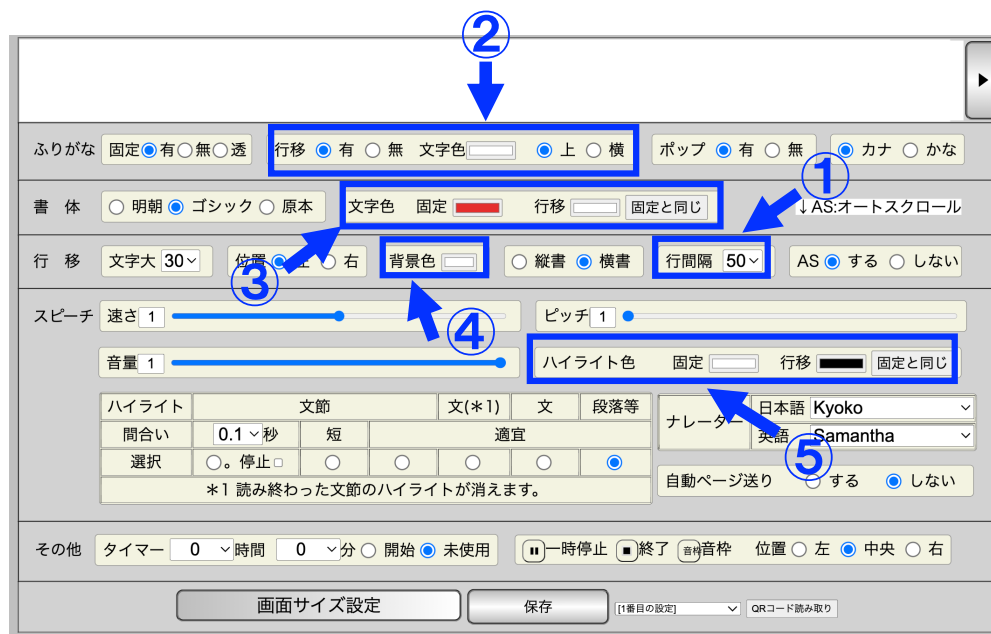 ②
ふりがな 固定 有 無 透 行移 有 無 文字色 上 横 ポップ 有 無 カナ かな
①
書 体 明朝 ゴシック 原本 文字色 固定 行移 固定と同じ ↓AS:オートスクロール
行 移 文字大 30 位置 右 背景色 縦書 横書 行間隔 50 AS する しない
③
④
スピーチ 速さ 1 ピッチ 1
音量 1 ハイライト色 固定 行移 固定と同じ
ハイライト 文節 文(*1) 文 段落等
間合い 0.1 秒 短 適宜
選択 。停止
*1 読み終わった文節のハイライトが消えます。
ナレーター 日本語 Kyoko
英語 Samantha
⑤
自動ページ送り する しない
その他 タイマー 0 時間 0 分 開始 未使用 一時停止 終了 音枠 音枠 位置 左 中央 右
画面サイズ設定 保存 [1番目の設定] QRコード読み取り